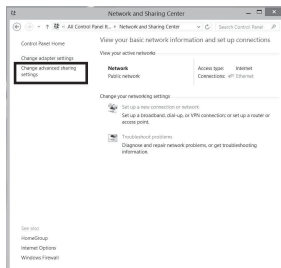 Network and Sharing Center
« All Control Panel It... › Network and Sharing Center
Search Control Panel
Control Panel Home
Change adapter settings
Change advanced sharing
settings
View your basic network information and set up connections
View your active networks
Network
Public network
Access type: Internet
Connections: Ethernet
Change your networking settings
Set up a new connection or network
Set up a broadband, dial-up, or VPN connection; or set up a router or
access point.
Troubleshoot problems
Diagnose and repair network problems, or get troubleshooting
information.
See also
HomeGroup
Internet Options
Windows Firewall